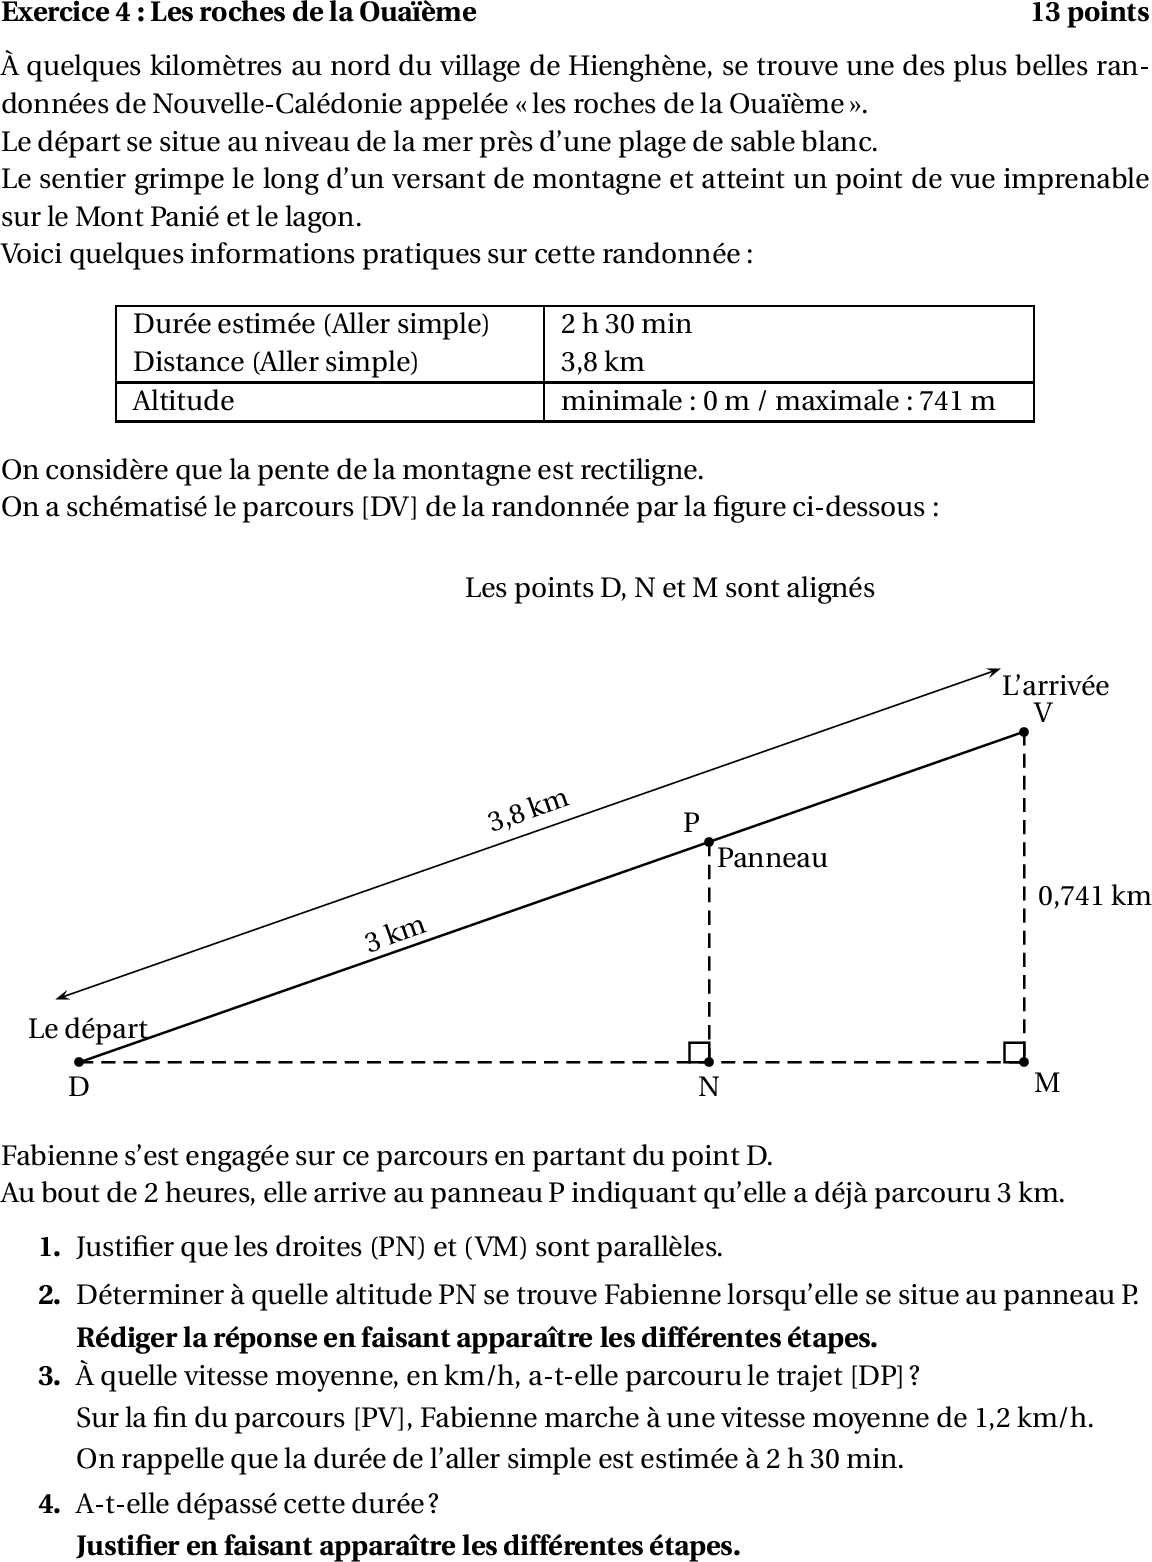 Exercice 4 : Les roches de la Ouaïème 13 points
À quelques kilomètres au nord du village de Hienghène, se trouve une des plus belles ran-
données de Nouvelle-Calédonie appelée « les roches de la Ouaïème ».
Le départ se situe au niveau de la mer près d'une plage de sable blanc.
Le sentier grimpe le long d'un versant de montagne et atteint un point de vue imprenable
sur le Mont Panié et le lagon.
Voici quelques informations pratiques sur cette randonnée :
Durée estimée (Aller simple) 2 h 30 min
Distance (Aller simple) 3,8 km
Altitude minimale : 0 m / maximale : 741 m
On considère que la pente de la montagne est rectiligne.
On a schématisé le parcours [DV] de la randonnée par la figure ci-dessous :
Les points D, N et M sont alignés
L'arrivée
V
3,8 km
P
Panneau
0,741 km
3 km
Le départ
D
N
M
Fabienne s'est engagée sur ce parcours en partant du point D.
Au bout de 2 heures, elle arrive au panneau P indiquant qu'elle a déjà parcouru 3 km.
1. Justifier que les droites (PN) et (VM) sont parallèles.
2. Déterminer à quelle altitude PN se trouve Fabienne lorsqu'elle se situe au panneau P.
Rédiger la réponse en faisant apparaître les différentes étapes.
3. À quelle vitesse moyenne, en km/h, a-t-elle parcouru le trajet [DP] ?
Sur la fin du parcours [PV], Fabienne marche à une vitesse moyenne de 1,2 km/h.
On rappelle que la durée de l'aller simple est estimée à 2 h 30 min.
4. A-t-elle dépassé cette durée ?
Justifier en faisant apparaître les différentes étapes.